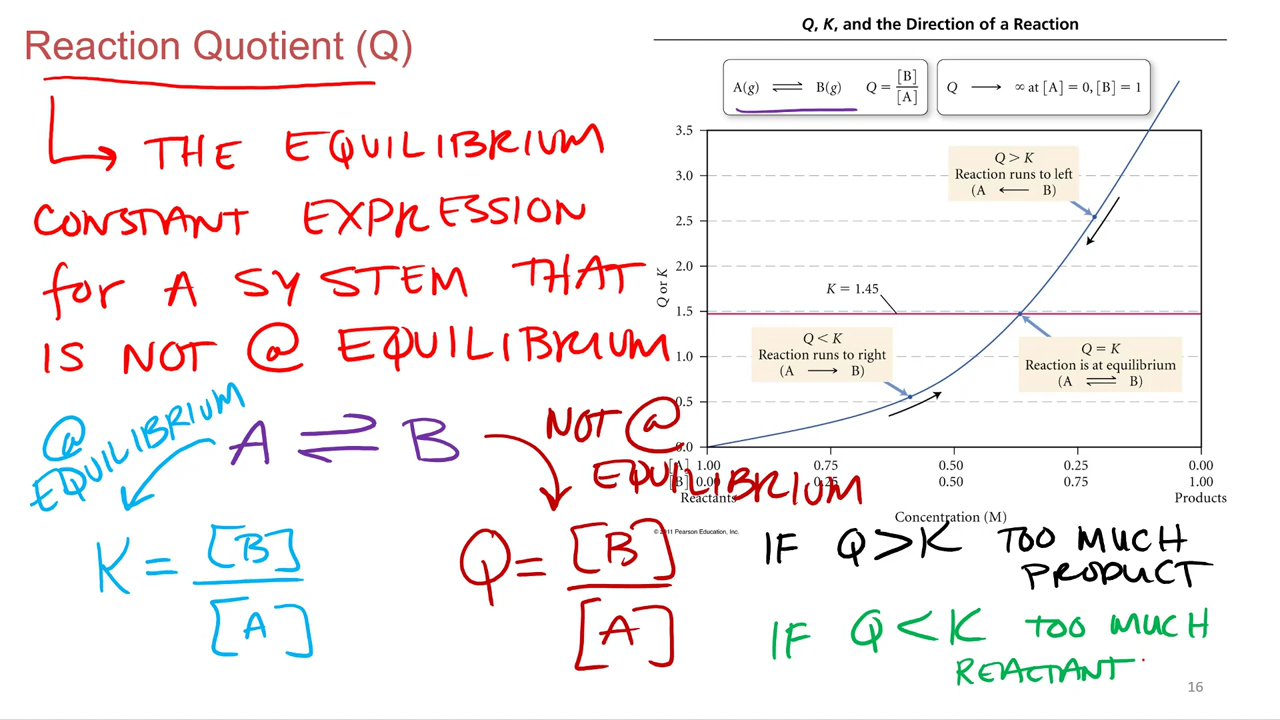 Reaction Quotient (Q)
THE EQUILIBRIUM
CONSTANT EXPRESSION
for A SYSTEM THAT
IS NOT @ EQUILIBRIUM
@
EQUILIBRIUM
A ⇌ B
NOT @
EQUILIBRIUM
K = [B]
[A]
Q = [B]
[A]
Q, K, and the Direction of a Reaction
A(g) ⇌ B(g) Q = [B]
[A]
Q ⟶ ∞ at [A] = 0, [B] = 1
3.5
3.0
2.5
2.0
1.5
1.0
0.5
0.0
Q or K
Q > K
Reaction runs to left
(A ⟵ B)
K = 1.45
Q < K
Reaction runs to right
(A ⟶ B)
Q = K
Reaction is at equilibrium
(A ⇌ B)
[A] 1.00 0.75 0.50 0.25 0.00
[B] 0.00 0.25 0.50 0.75 1.00
Reactants Products
Concentration (M)
© 2011 Pearson Education, Inc.
IF Q > K TOO MUCH
PRODUCT
IF Q < K TOO MUCH
REACTANT
16